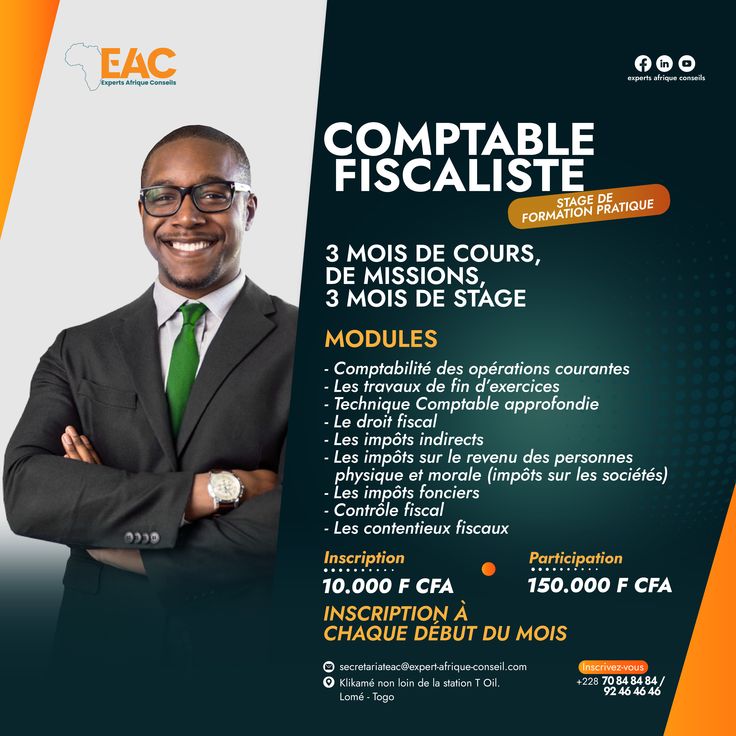 EAC
Experts Afrique Conseils
experts afrique conseils
COMPTABLE
FISCALISTE
STAGE DE
FORMATION PRATIQUE
3 MOIS DE COURS,
DE MISSIONS,
3 MOIS DE STAGE
MODULES
- Comptabilité des opérations courantes
- Les travaux de fin d'exercices
- Technique Comptable approfondie
- Le droit fiscal
- Les impôts indirects
- Les impôts sur le revenu des personnes
physique et morale (impôts sur les sociétés)
- Les impôts fonciers
- Contrôle fiscal
- Les contentieux fiscaux
Inscription
10.000 F CFA
Participation
150.000 F CFA
INSCRIPTION À
CHAQUE DÉBUT DU MOIS
secretariateac@expert-afrique-conseil.com
Klikamé non loin de la station T Oil.
Lomé - Togo
Inscrivez-vous
+228 70 84 84 84 /
92 46 46 46